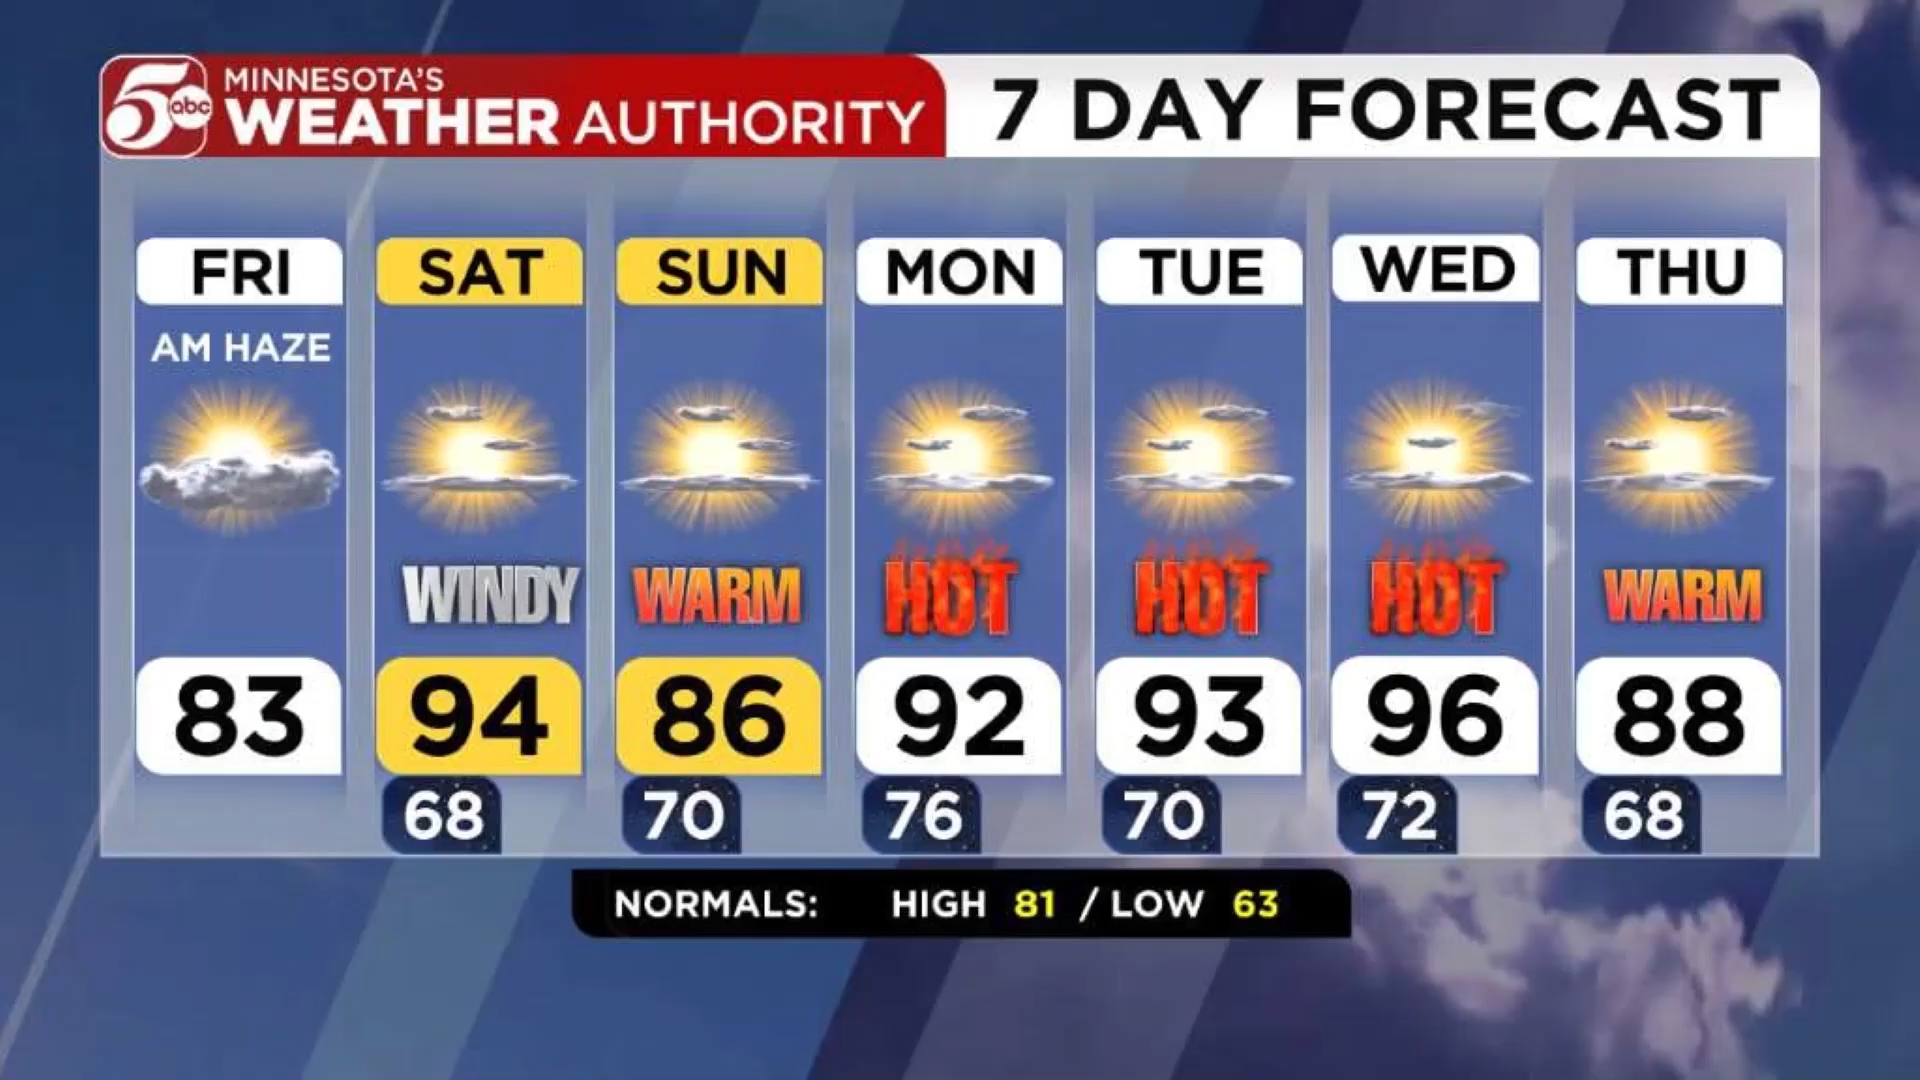 5 abc MINNESOTA'S
WEATHER AUTHORITY
7 DAY FORECAST
FRI SAT SUN MON TUE WED THU
AM HAZE
WINDY WARM HOT HOT HOT WARM
83 94 86 92 93 96 88
68 70 76 70 72 68
NORMALS: HIGH 81 / LOW 63